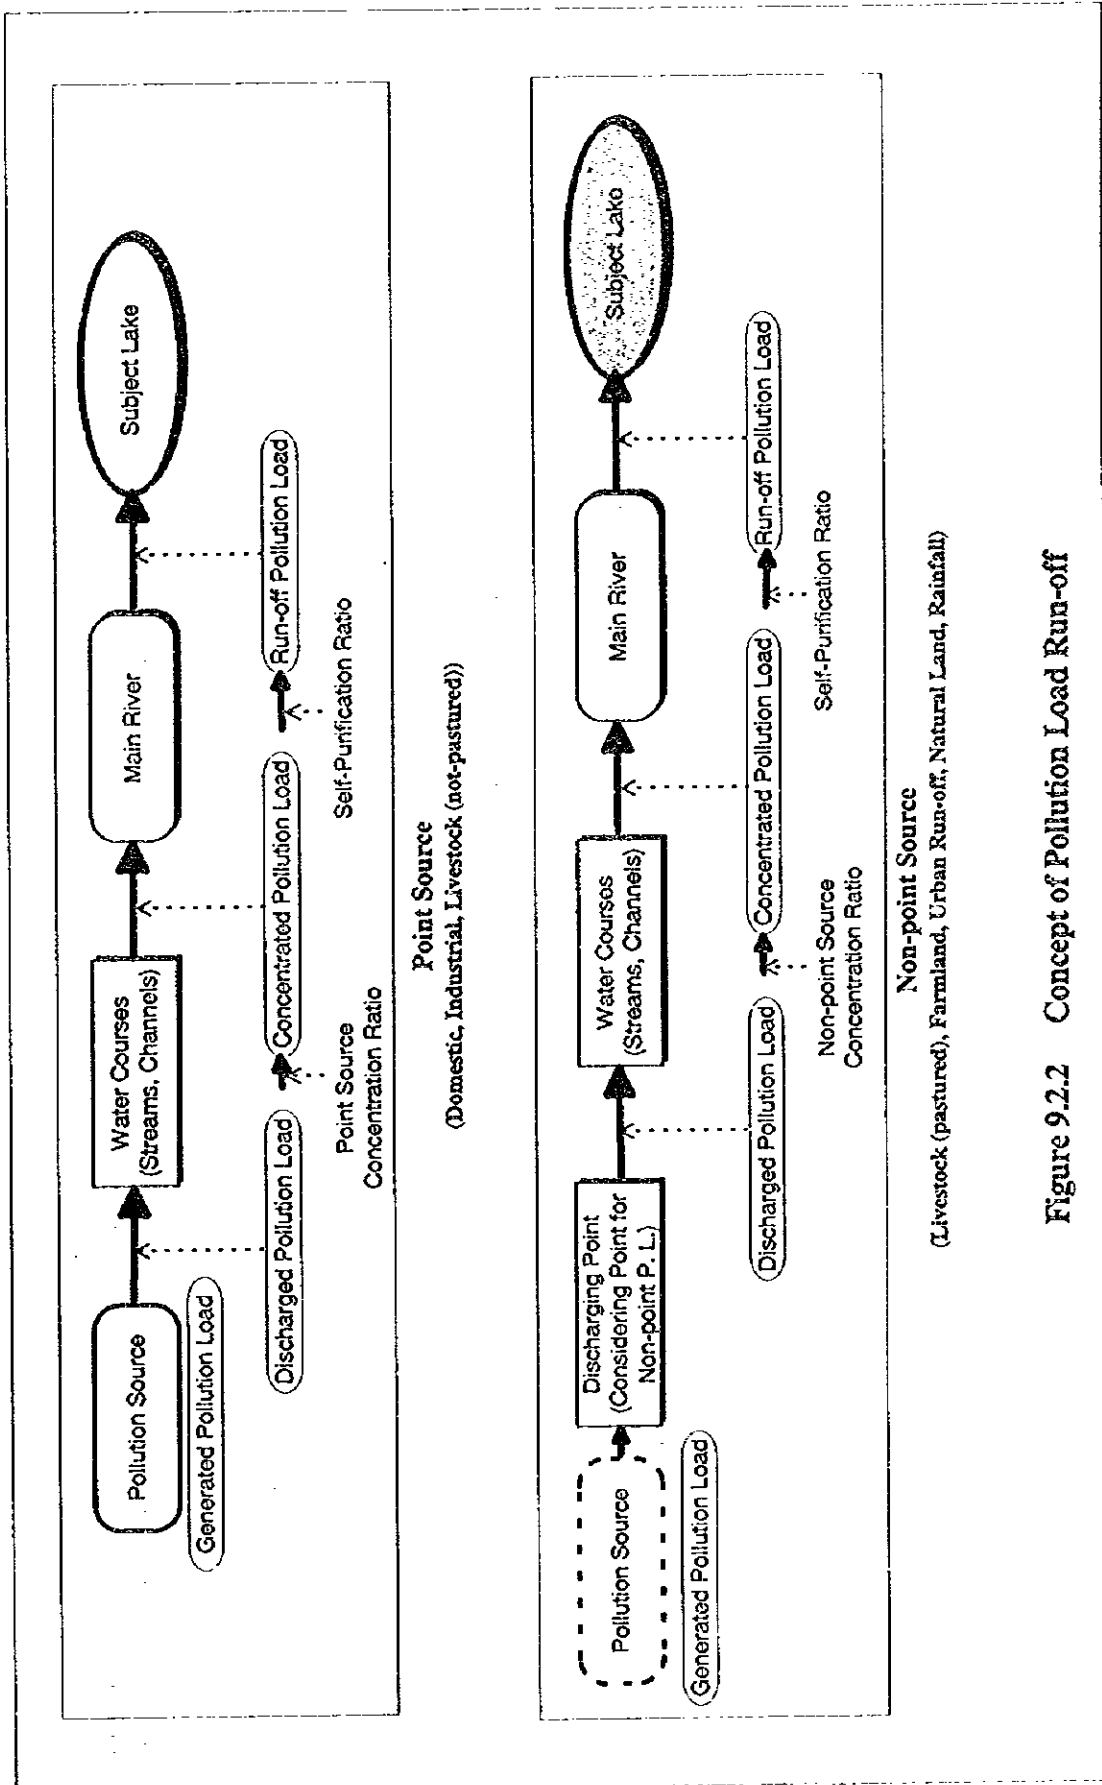 Pollution Source
Water Courses
(Streams, Channels)
Main River
Subject Lake
Generated Pollution Load
Discharged Pollution Load
Concentrated Pollution Load
Run-off Pollution Load
Point Source
Concentration Ratio
Self-Purification Ratio
Point Source
(Domestic, Industrial, Livestock (not-pastured))
Pollution Source
Discharging Point
(Considering Point for
Non-point P. L.)
Water Courses
(Streams, Channels)
Main River
Subject Lake
Generated Pollution Load
Discharged Pollution Load
Concentrated Pollution Load
Run-off Pollution Load
Non-point Source
Concentration Ratio
Self-Purification Ratio
Non-point Source
(Livestock (pastured), Farmland, Urban Run-off, Natural Land, Rainfall)
Figure 9.2.2 Concept of Pollution Load Run-off